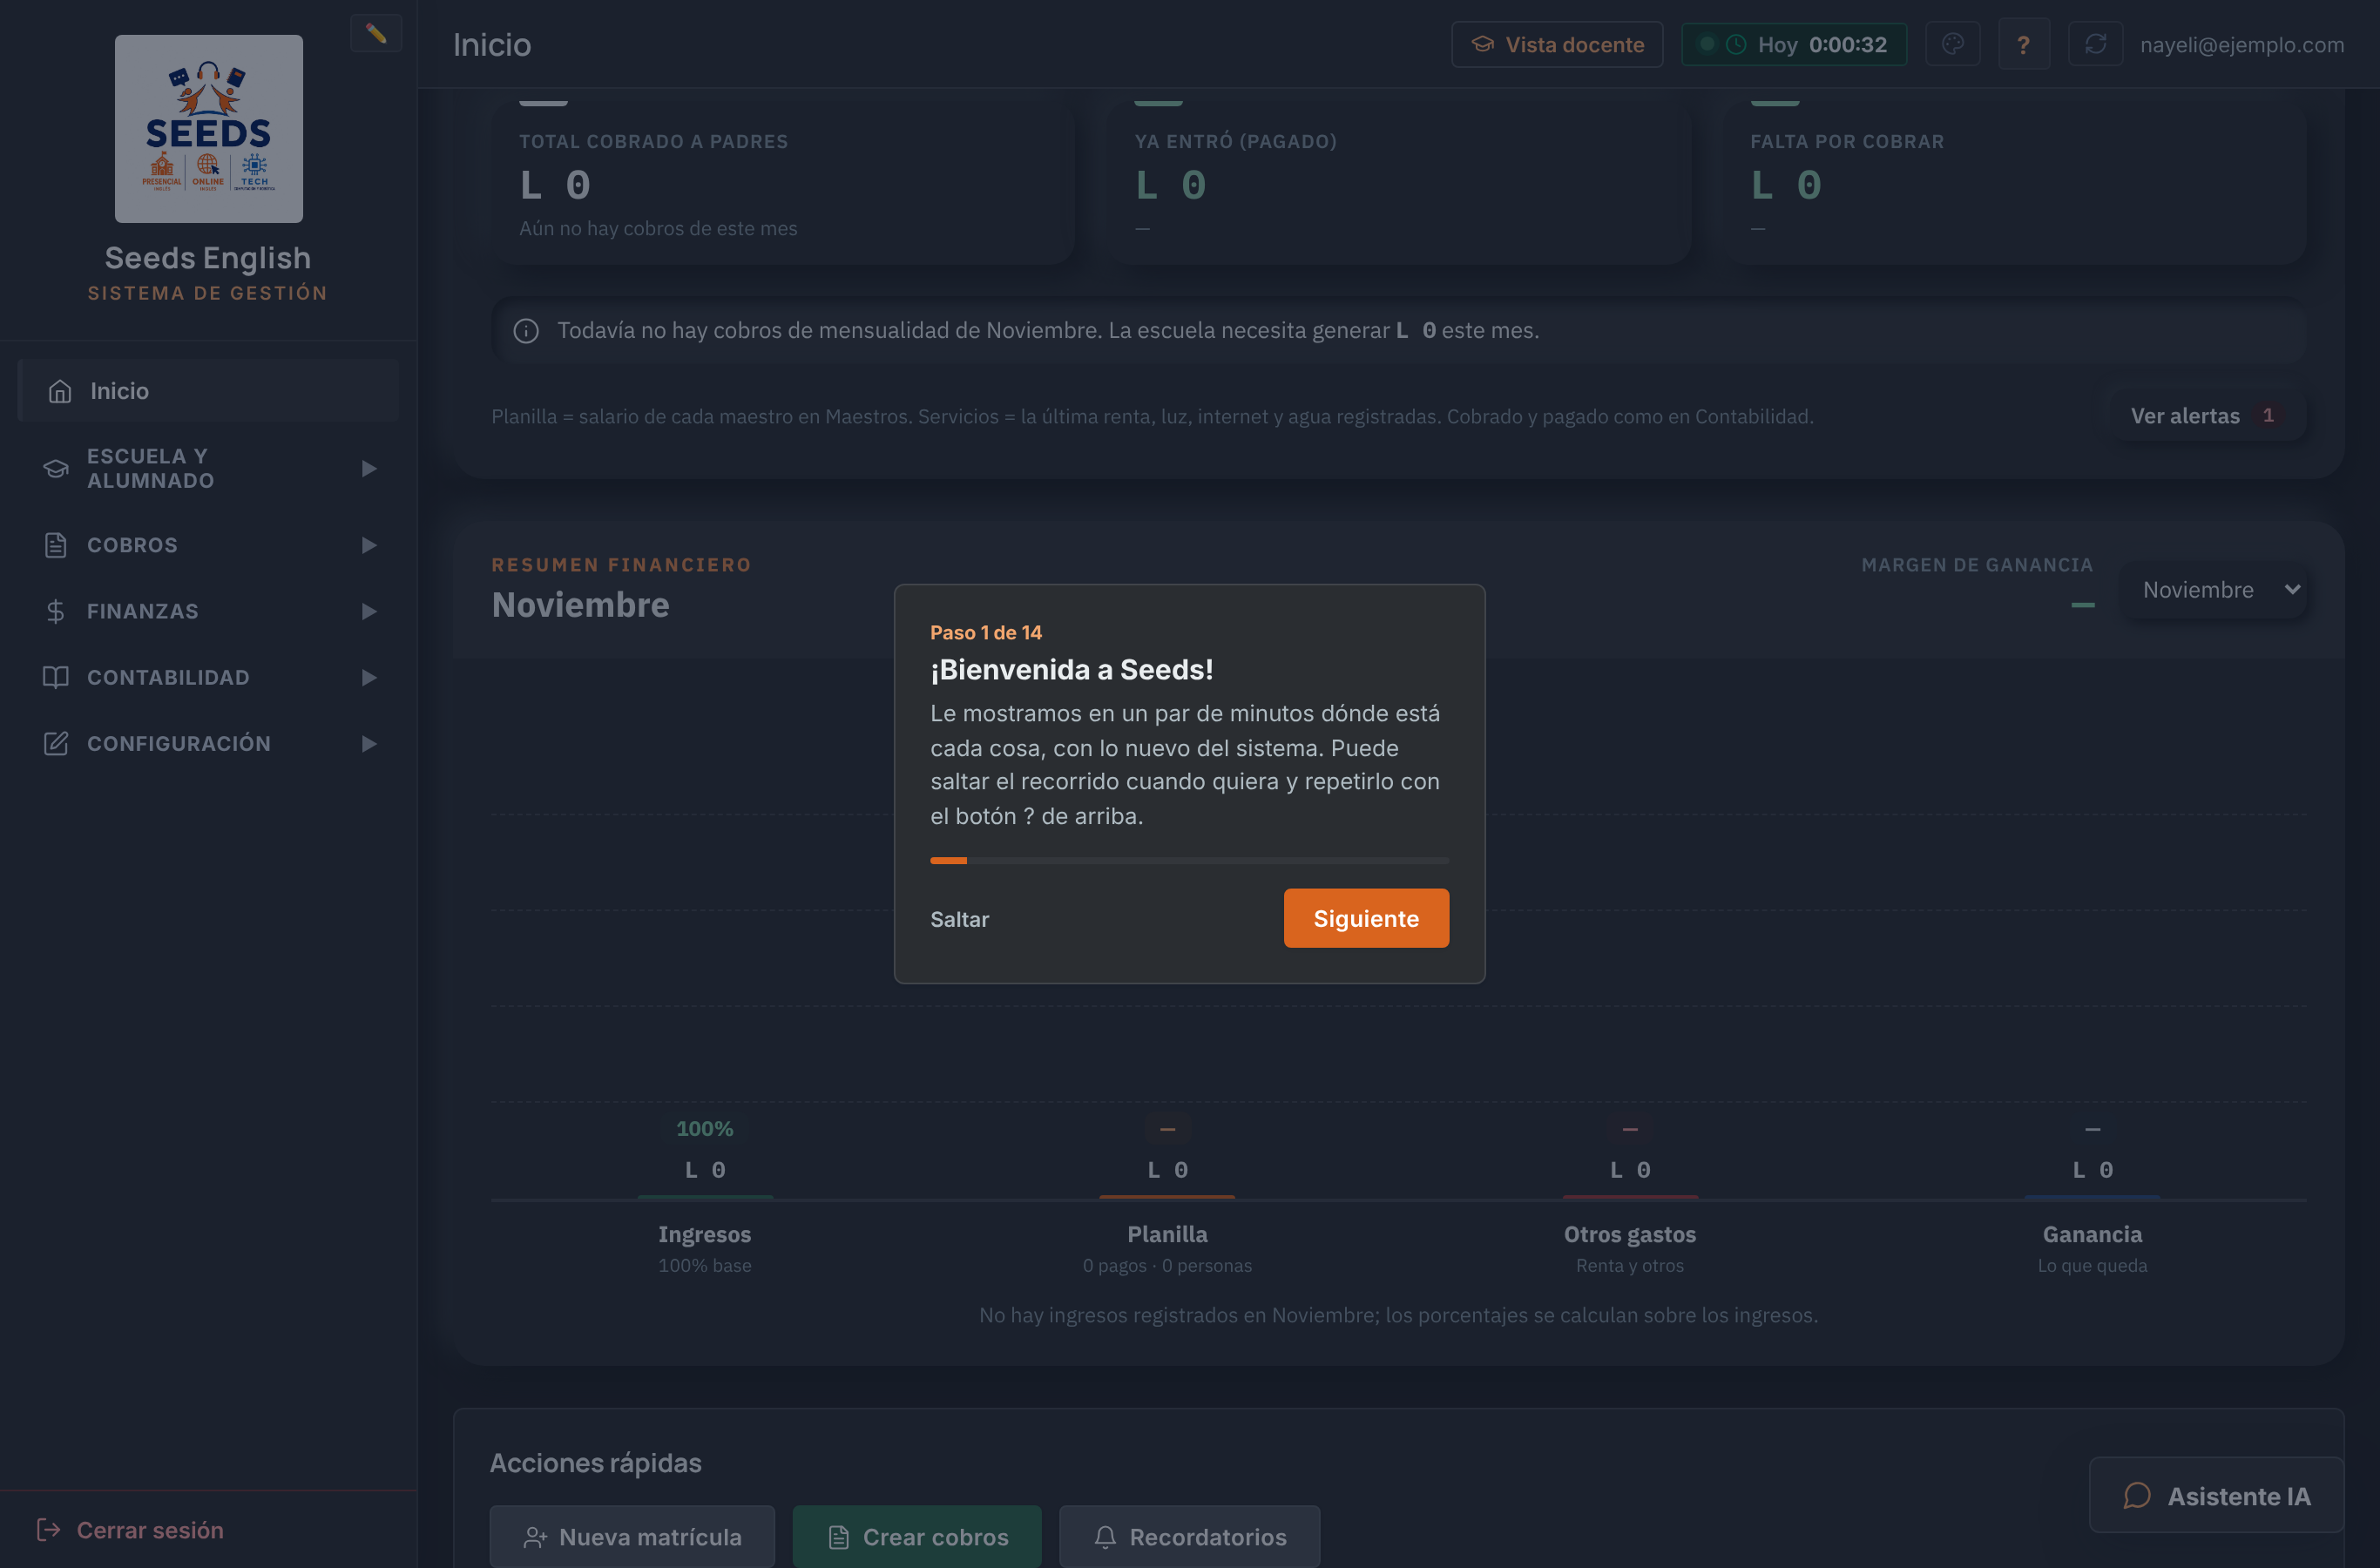 ✏️
SEEDS
PRESENCIAL INGLÉS
ONLINE INGLÉS
TECH
Seeds English
SISTEMA DE GESTIÓN
Inicio
ESCUELA Y
ALUMNADO
COBROS
FINANZAS
CONTABILIDAD
CONFIGURACIÓN
Cerrar sesión
Inicio
Vista docente
Hoy 0:00:32
?
nayeli@ejemplo.com
TOTAL COBRADO A PADRES
L 0
Aún no hay cobros de este mes
YA ENTRÓ (PAGADO)
L 0
—
FALTA POR COBRAR
L 0
—
Todavía no hay cobros de mensualidad de Noviembre. La escuela necesita generar L 0 este mes.
Planilla = salario de cada maestro en Maestros. Servicios = la última renta, luz, internet y agua registradas. Cobrado y pagado como en Contabilidad.
Ver alertas 1
RESUMEN FINANCIERO
Noviembre
MARGEN DE GANANCIA
—
Noviembre
Paso 1 de 14
¡Bienvenida a Seeds!
Le mostramos en un par de minutos dónde está
cada cosa, con lo nuevo del sistema. Puede
saltar el recorrido cuando quiera y repetirlo con
el botón ? de arriba.
Saltar
Siguiente
100%
L 0
Ingresos
100% base
—
L 0
Planilla
0 pagos · 0 personas
—
L 0
Otros gastos
Renta y otros
—
L 0
Ganancia
Lo que queda
No hay ingresos registrados en Noviembre; los porcentajes se calculan sobre los ingresos.
Acciones rápidas
Nueva matrícula
Crear cobros
Recordatorios
Asistente IA